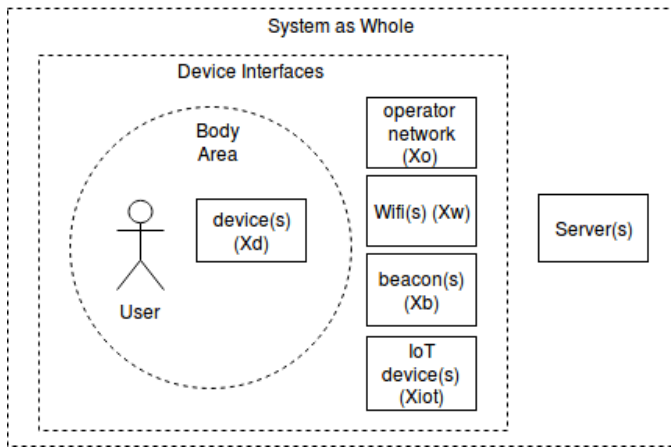 System as Whole
Device Interfaces
Body
Area
User
device(s)
(Xd)
operator
network
(Xo)
Wifi(s) (Xw)
beacon(s)
(Xb)
IoT
device(s)
(Xiot)
Server(s)